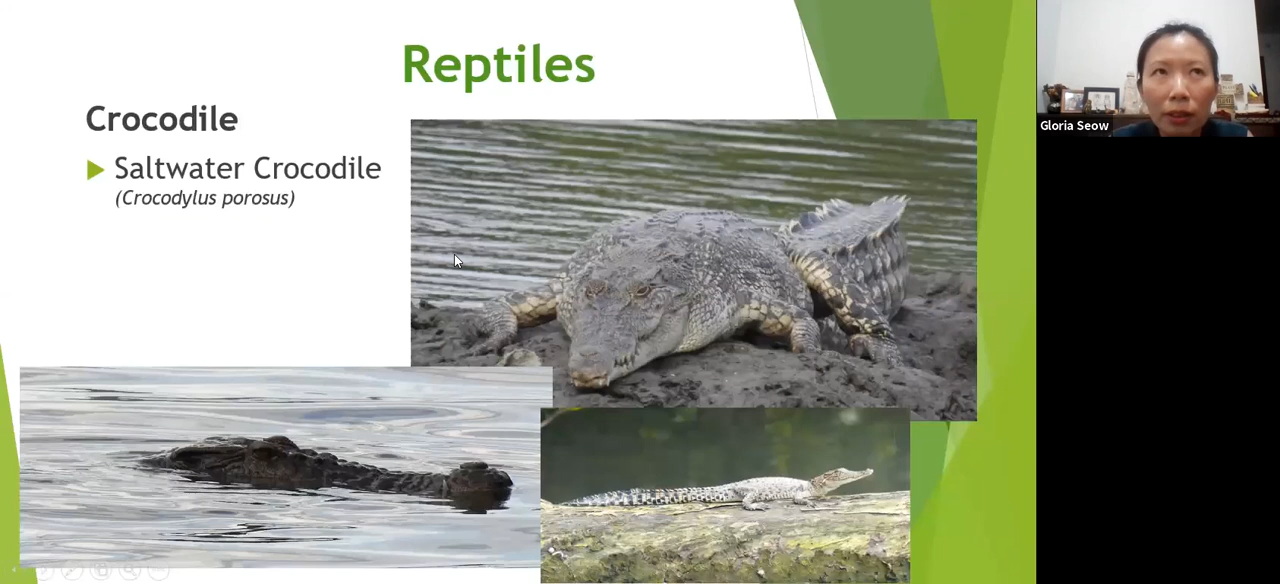 Reptiles
Crocodile
Saltwater Crocodile
(Crocodylus porosus)
Gloria Seow